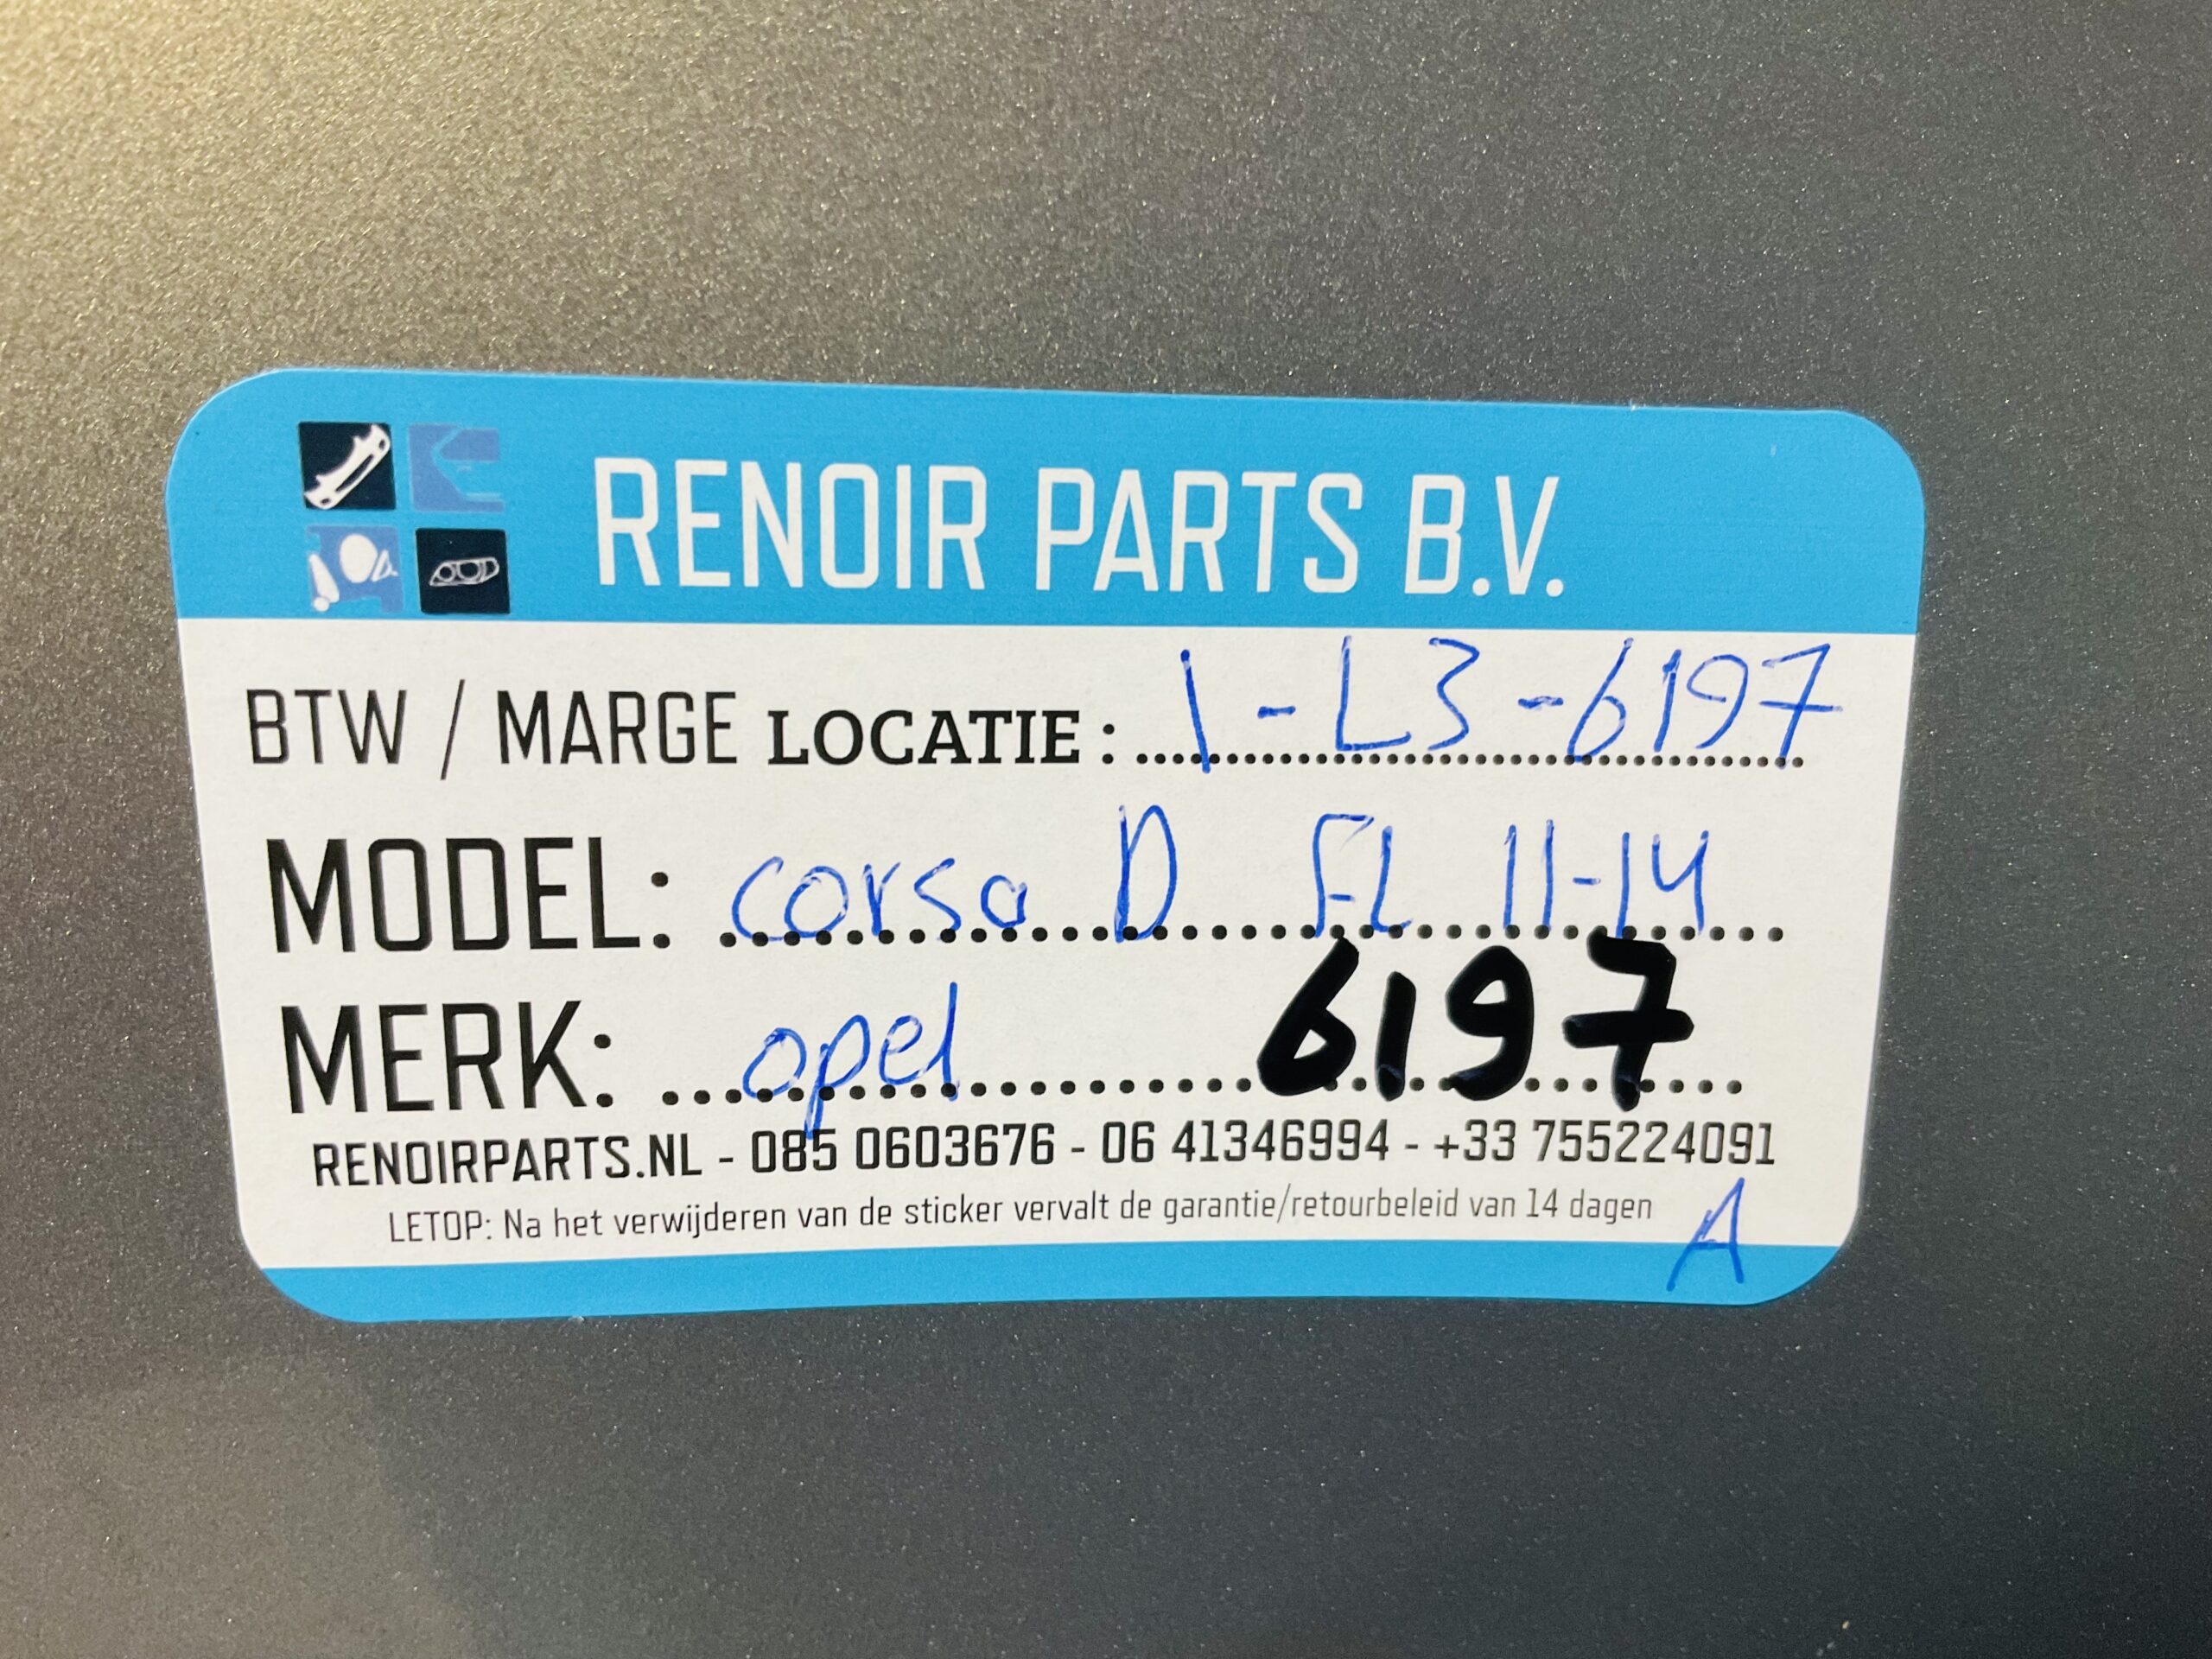 RENOIR PARTS B.V.
BTW / MARGE LOCATIE : 1-L3-6197
MODEL: corsa D FL 11-14
MERK: opel 6197
RENOIRPARTS.NL - 085 0603676 - 06 41346994 - +33 755224091
LETOP: Na het verwijderen van de sticker vervalt de garantie/retourbeleid van 14 dagen
A